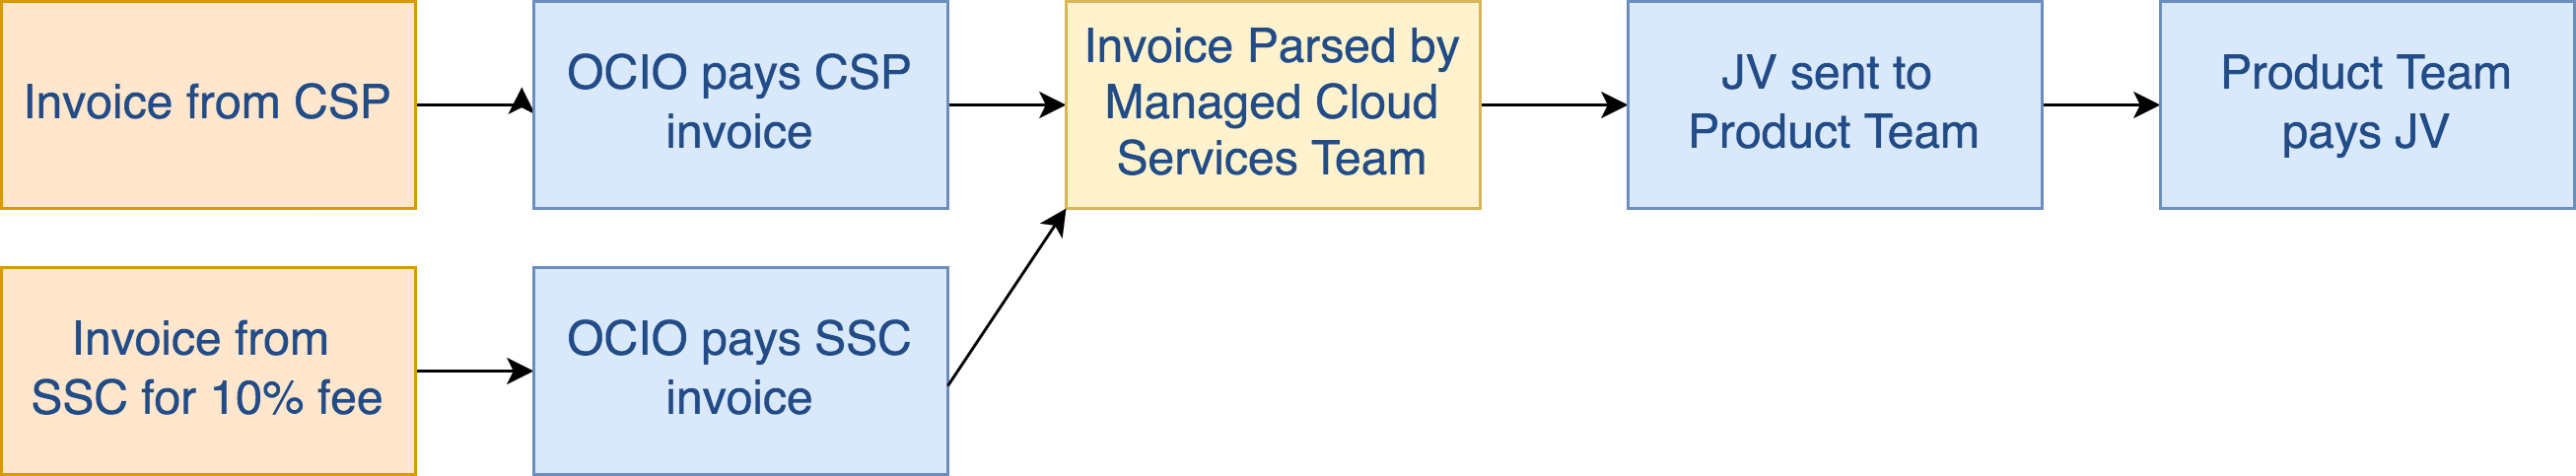 Invoice from CSP
OCIO pays CSP
invoice
Invoice Parsed by
Managed Cloud
Services Team
JV sent to
Product Team
Product Team
pays JV
Invoice from
SSC for 10% fee
OCIO pays SSC
invoice